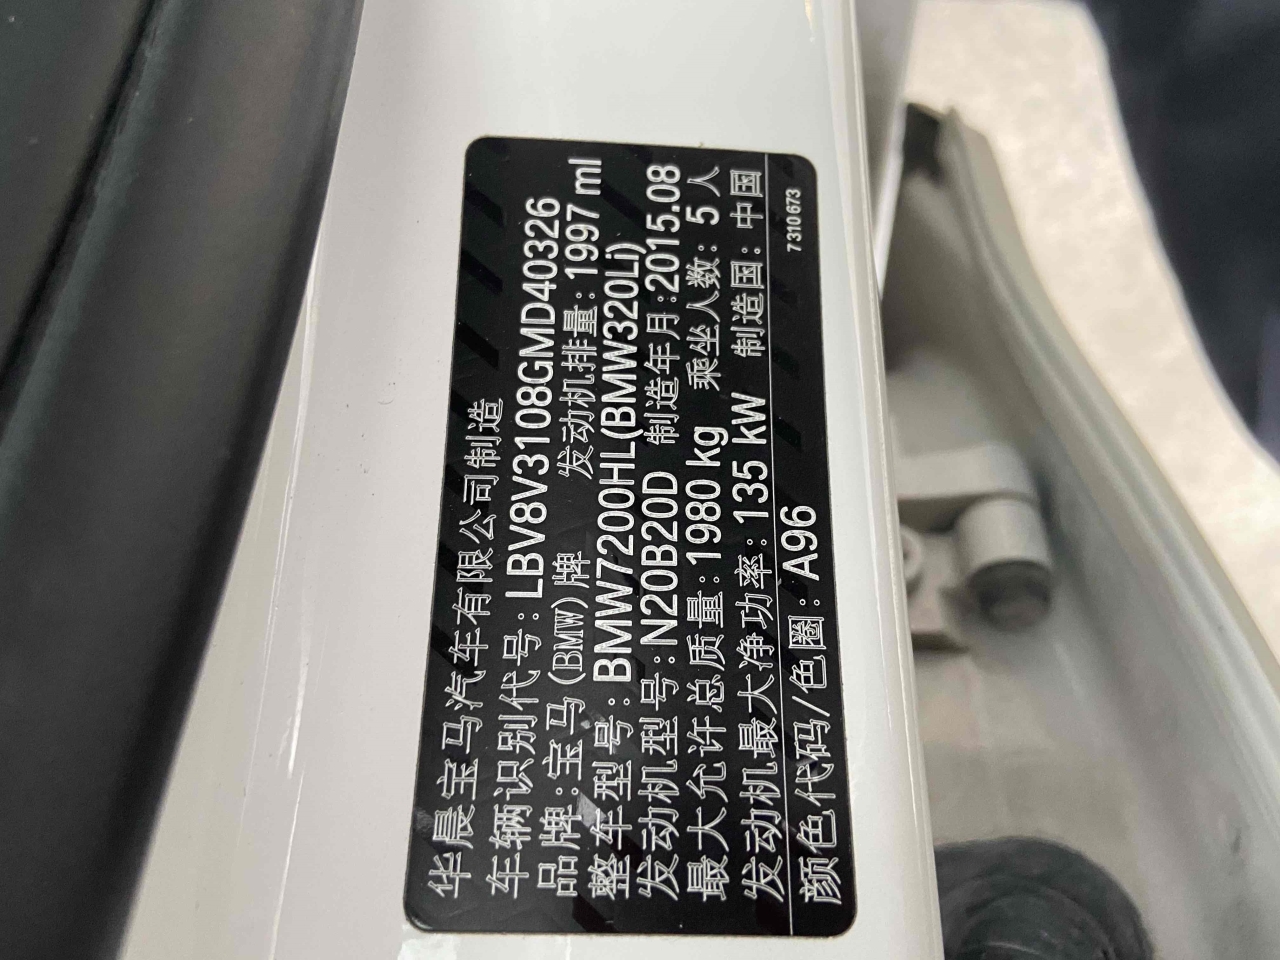 华晨宝马汽车有限公司制造
车辆识别代号:LBV8V3108GMD40326
品牌:宝马(BMW)牌 发动机排量:1997 ml
整车型号:BMW7200HL(BMW320Li)
发动机型号:N20B20D 制造年月:2015.08
最大允许总质量:1980 kg 乘坐人数:5 人
发动机最大净功率:135 kW 制造国:中国
颜色代码/色圈:A96
7310673